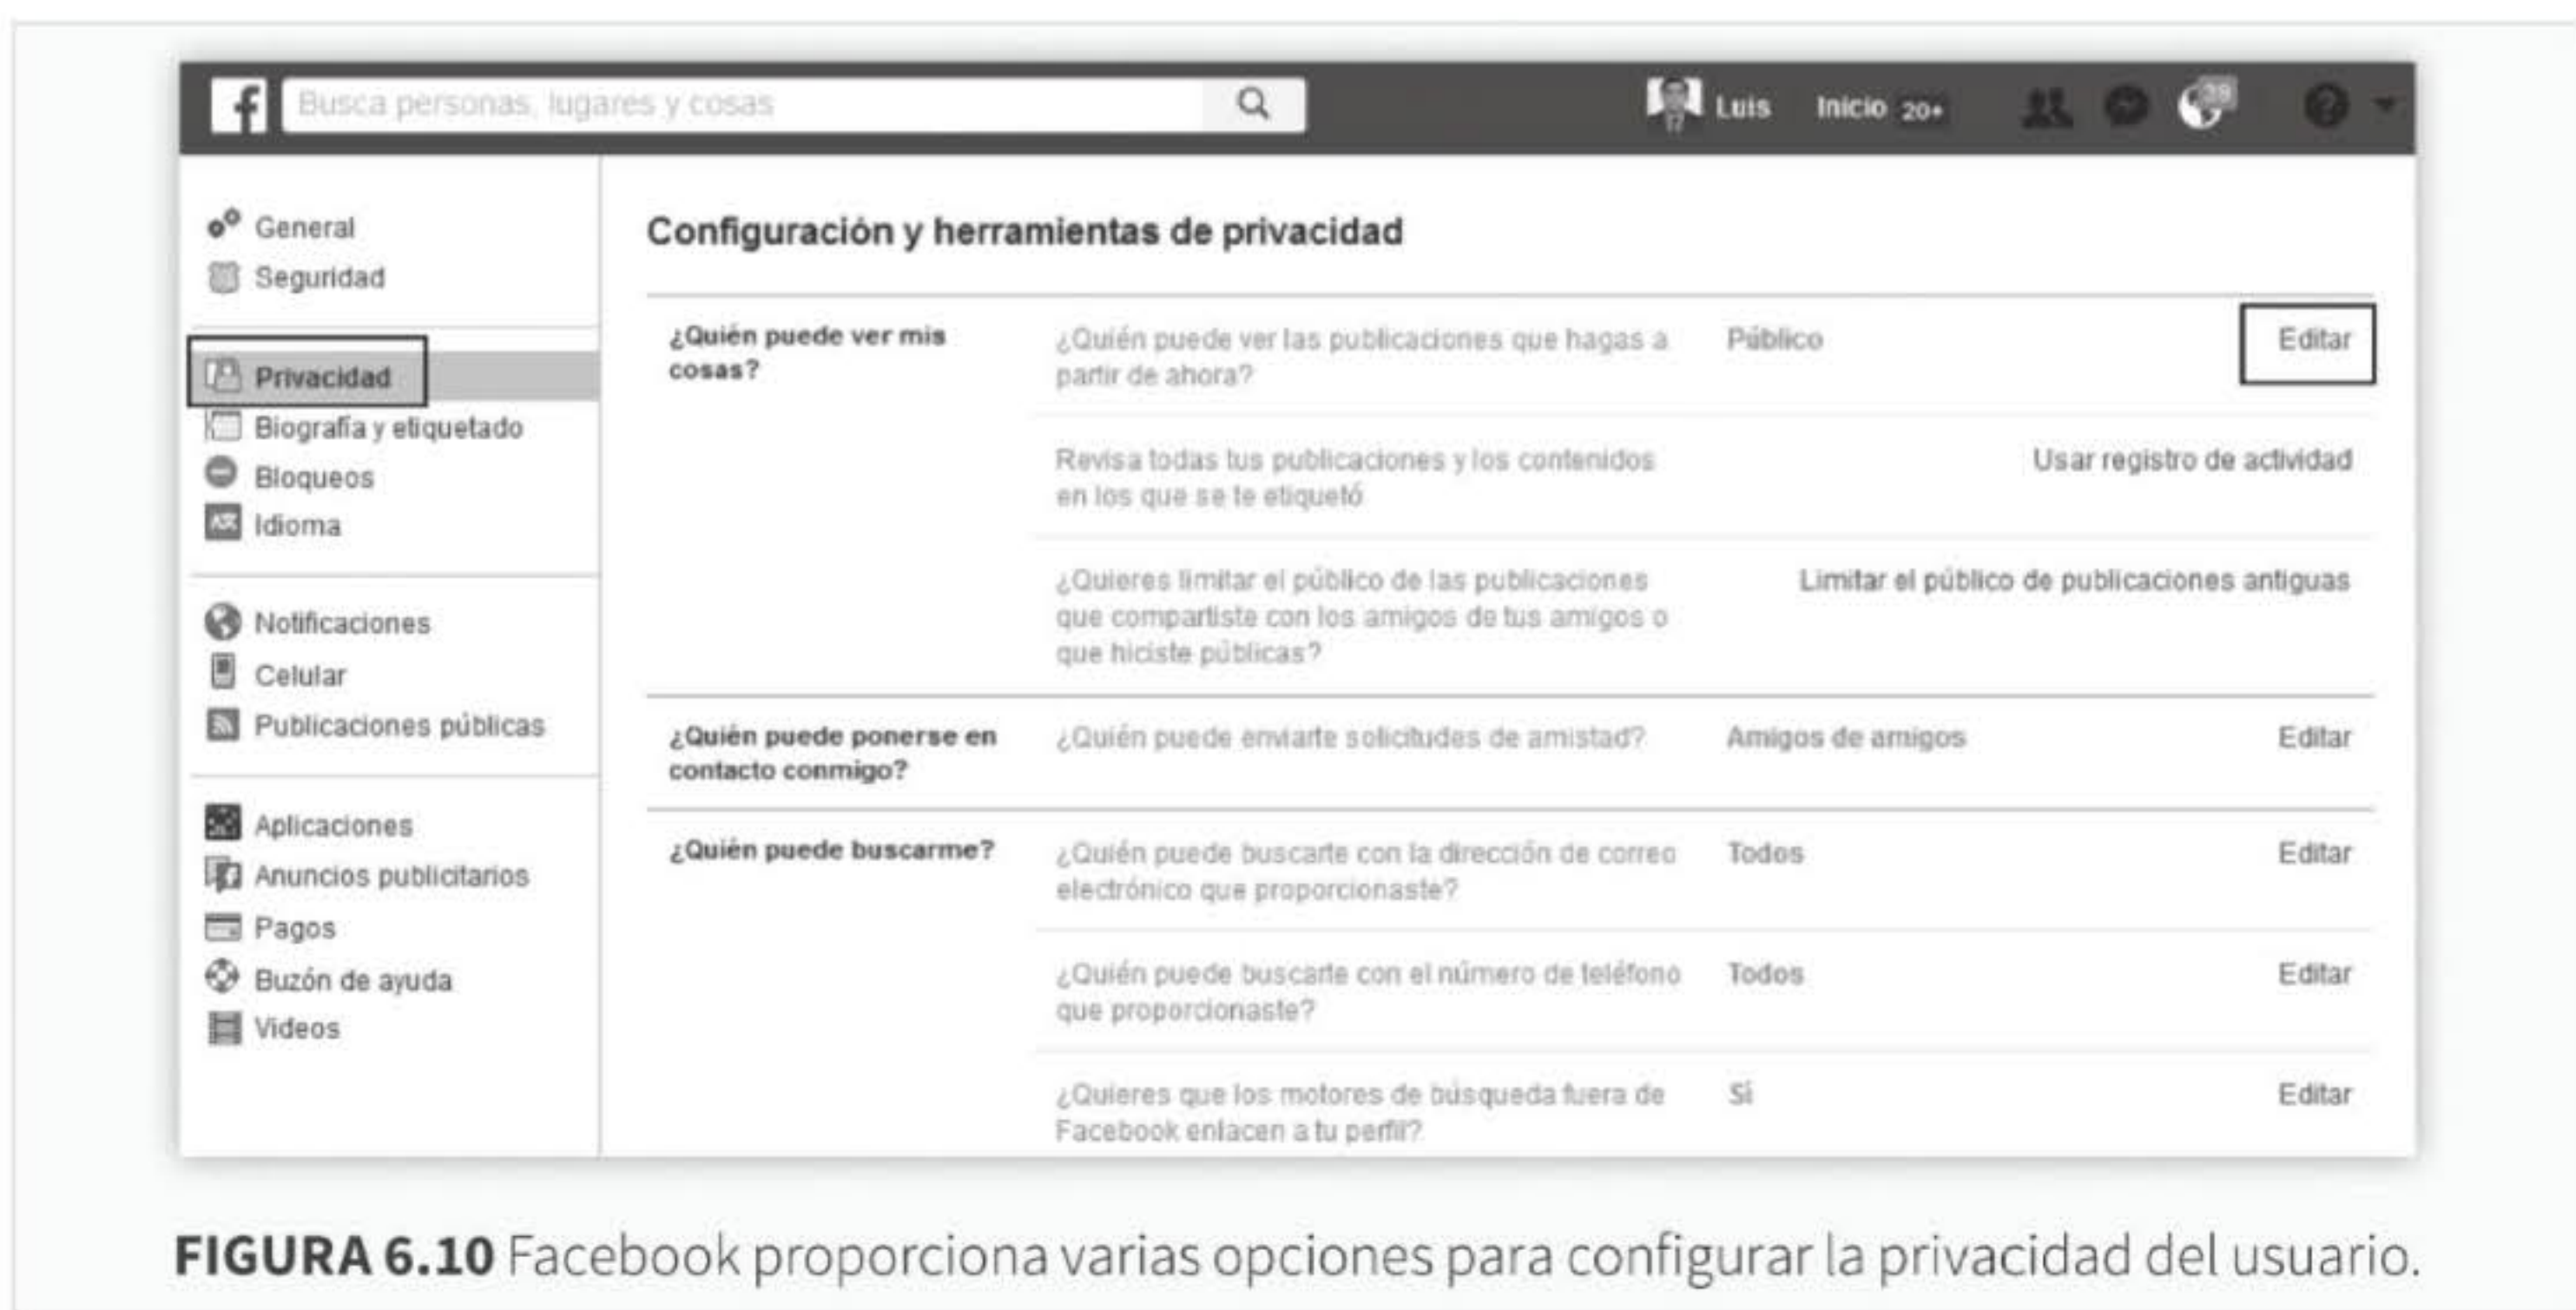 f Busca personas, lugares y cosas Luis Inicio 20+
General
Seguridad
Privacidad
Biografía y etiquetado
Bloqueos
Idioma
Notificaciones
Celular
Publicaciones públicas
Aplicaciones
Anuncios publicitarios
Pagos
Buzón de ayuda
Videos
Configuración y herramientas de privacidad
¿Quién puede ver mis
cosas?
¿Quién puede ver las publicaciones que hagas a
partir de ahora?
Público
Editar
Revisa todas tus publicaciones y los contenidos
en los que se te etiquetó
Usar registro de actividad
¿Quieres limitar el público de las publicaciones
que compartiste con los amigos de tus amigos o
que hiciste públicas?
Limitar el público de publicaciones antiguas
¿Quién puede ponerse en
contacto conmigo?
¿Quién puede enviarte solicitudes de amistad?
Amigos de amigos
Editar
¿Quién puede buscarme?
¿Quién puede buscarte con la dirección de correo
electrónico que proporcionaste?
Todos
Editar
¿Quién puede buscarte con el número de teléfono
que proporcionaste?
Todos
Editar
¿Quieres que los motores de búsqueda fuera de
Facebook enlacen a tu perfil?
Sí
Editar
FIGURA 6.10 Facebook proporciona varias opciones para configurar la privacidad del usuario.